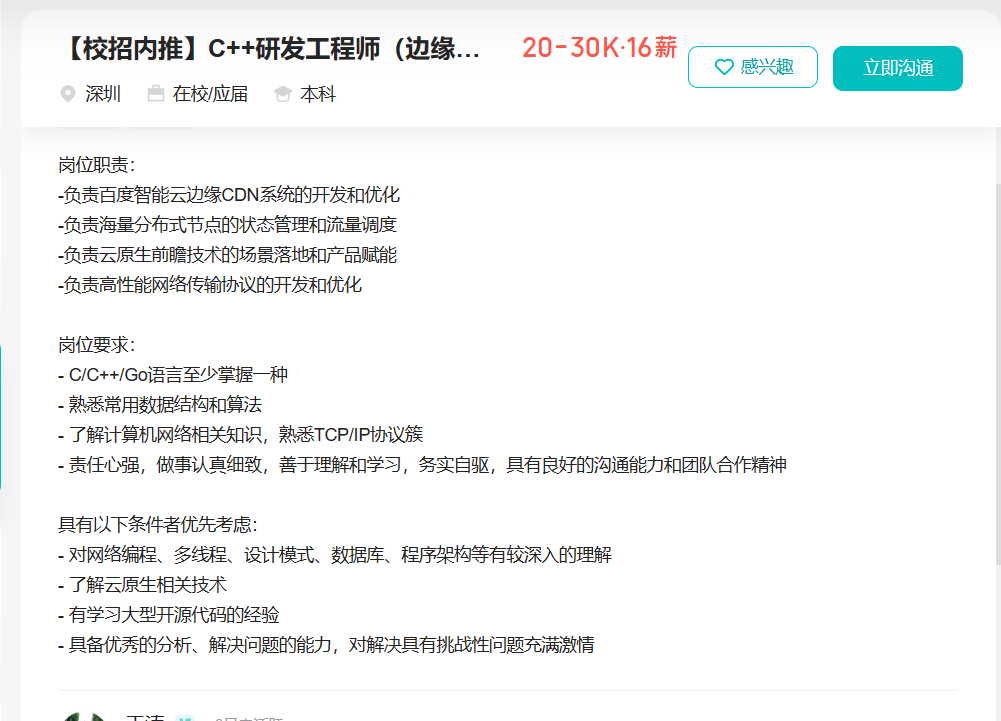 【校招内推】C++研发工程师（边缘... 20-30K·16薪
感兴趣
立即沟通
深圳 在校/应届 本科
岗位职责：
-负责百度智能云边缘CDN系统的开发和优化
-负责海量分布式节点的状态管理和流量调度
-负责云原生前瞻技术的场景落地和产品赋能
-负责高性能网络传输协议的开发和优化
岗位要求：
- C/C++/Go语言至少掌握一种
- 熟悉常用数据结构和算法
- 了解计算机网络相关知识，熟悉TCP/IP协议簇
- 责任心强，做事认真细致，善于理解和学习，务实自驱，具有良好的沟通能力和团队合作精神
具有以下条件者优先考虑：
- 对网络编程、多线程、设计模式、数据库、程序架构等有较深入的理解
- 了解云原生相关技术
- 有学习大型开源代码的经验
- 具备优秀的分析、解决问题的能力，对解决具有挑战性问题充满激情